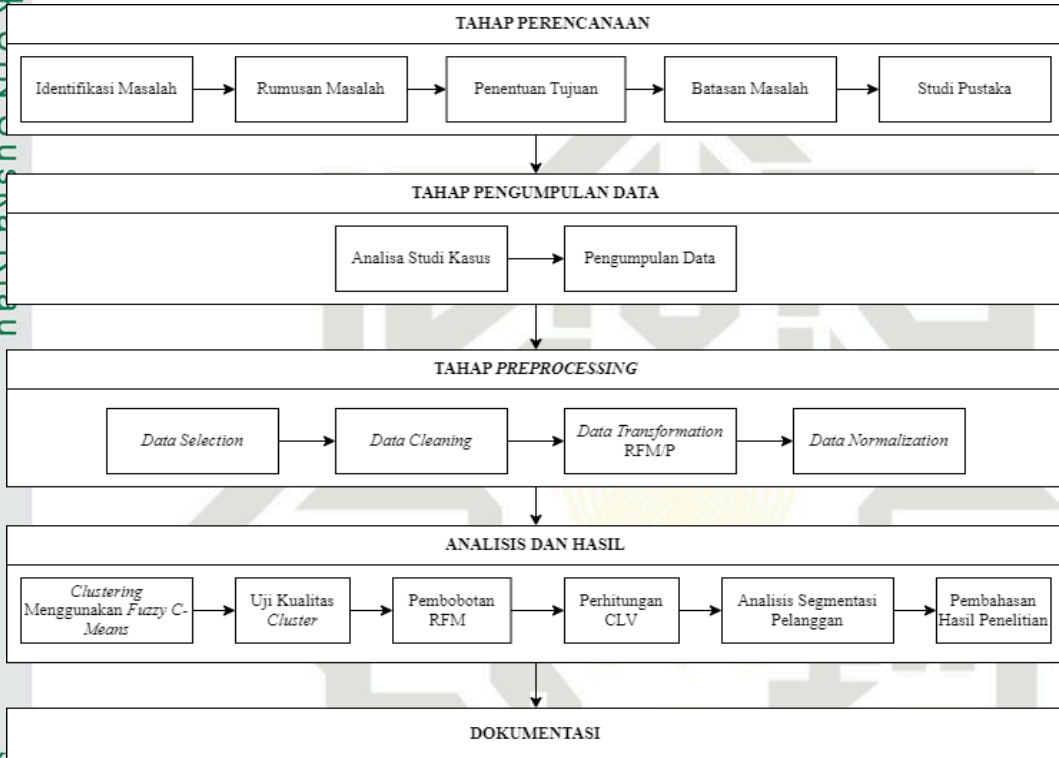 TAHAP PERENCANAAN
Identifikasi Masalah
Rumusan Masalah
Penentuan Tujuan
Batasan Masalah
Studi Pustaka
TAHAP PENGUMPULAN DATA
Analisa Studi Kasus
Pengumpulan Data
TAHAP PREPROCESSING
Data Selection
Data Cleaning
Data Transformation
RFM/P
Data Normalization
ANALISIS DAN HASIL
Clustering
Menggunakan Fuzzy C-
Means
Uji Kualitas
Cluster
Pembobotan
RFM
Perhitungan
CLV
Analisis Segmentasi
Pelanggan
Pembahasan
Hasil Penelitian
DOKUMENTASI